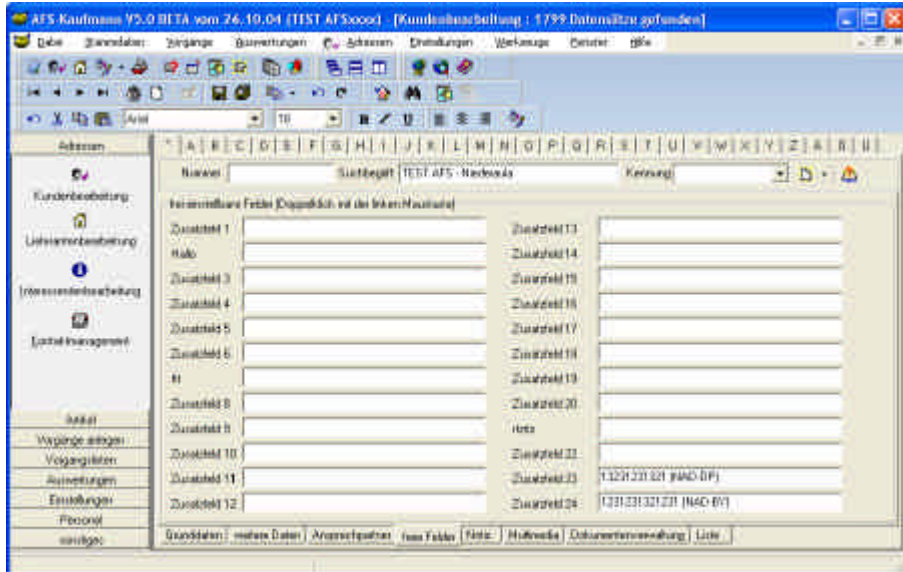 AFS-Kaufmann V5.0 BETA vom 26.10.04 (TEST AFSxxxx) - [Kundenbearbeitung : 1799 Datensätze gefunden]
Datei Stammdaten Vorgänge Auswertungen Adressen Einstellungen Werkzeuge Fenster Hilfe
Arial 10
Adressen
* A B C D E F G H I J K L M N O P Q R S T U V W X Y Z Ä Ö Ü
Nummer Suchbegriff TEST AFS - Niederaula Kennung
Kundenbearbeitung
Lieferantenbearbeitung
Interessentenbearbeitung
Kontaktmanagement
freieinstellbare Felder (Doppelklick mit der linken Maustaste)
Zusatzfeld 1 Zusatzfeld 13
Hallo Zusatzfeld 14
Zusatzfeld 3 Zusatzfeld 15
Zusatzfeld 4 Zusatzfeld 16
Zusatzfeld 5 Zusatzfeld 17
Zusatzfeld 6 Zusatzfeld 18
Zusatzfeld 19
Zusatzfeld 8 Zusatzfeld 20
Zusatzfeld 9
Zusatzfeld 10 Zusatzfeld 22
Zusatzfeld 11 Zusatzfeld 23 13231231321 (NAD-DP)
Zusatzfeld 12 Zusatzfeld 24 1231231321231 (NAD-BY)
Artikel
Vorgänge anlegen
Vorgangslisten
Auswertungen
Einstellungen
Personal
sonstiges
Grunddaten weitere Daten Ansprechpartner freie Felder Notiz Multimedia Dokumentenverwaltung Liste